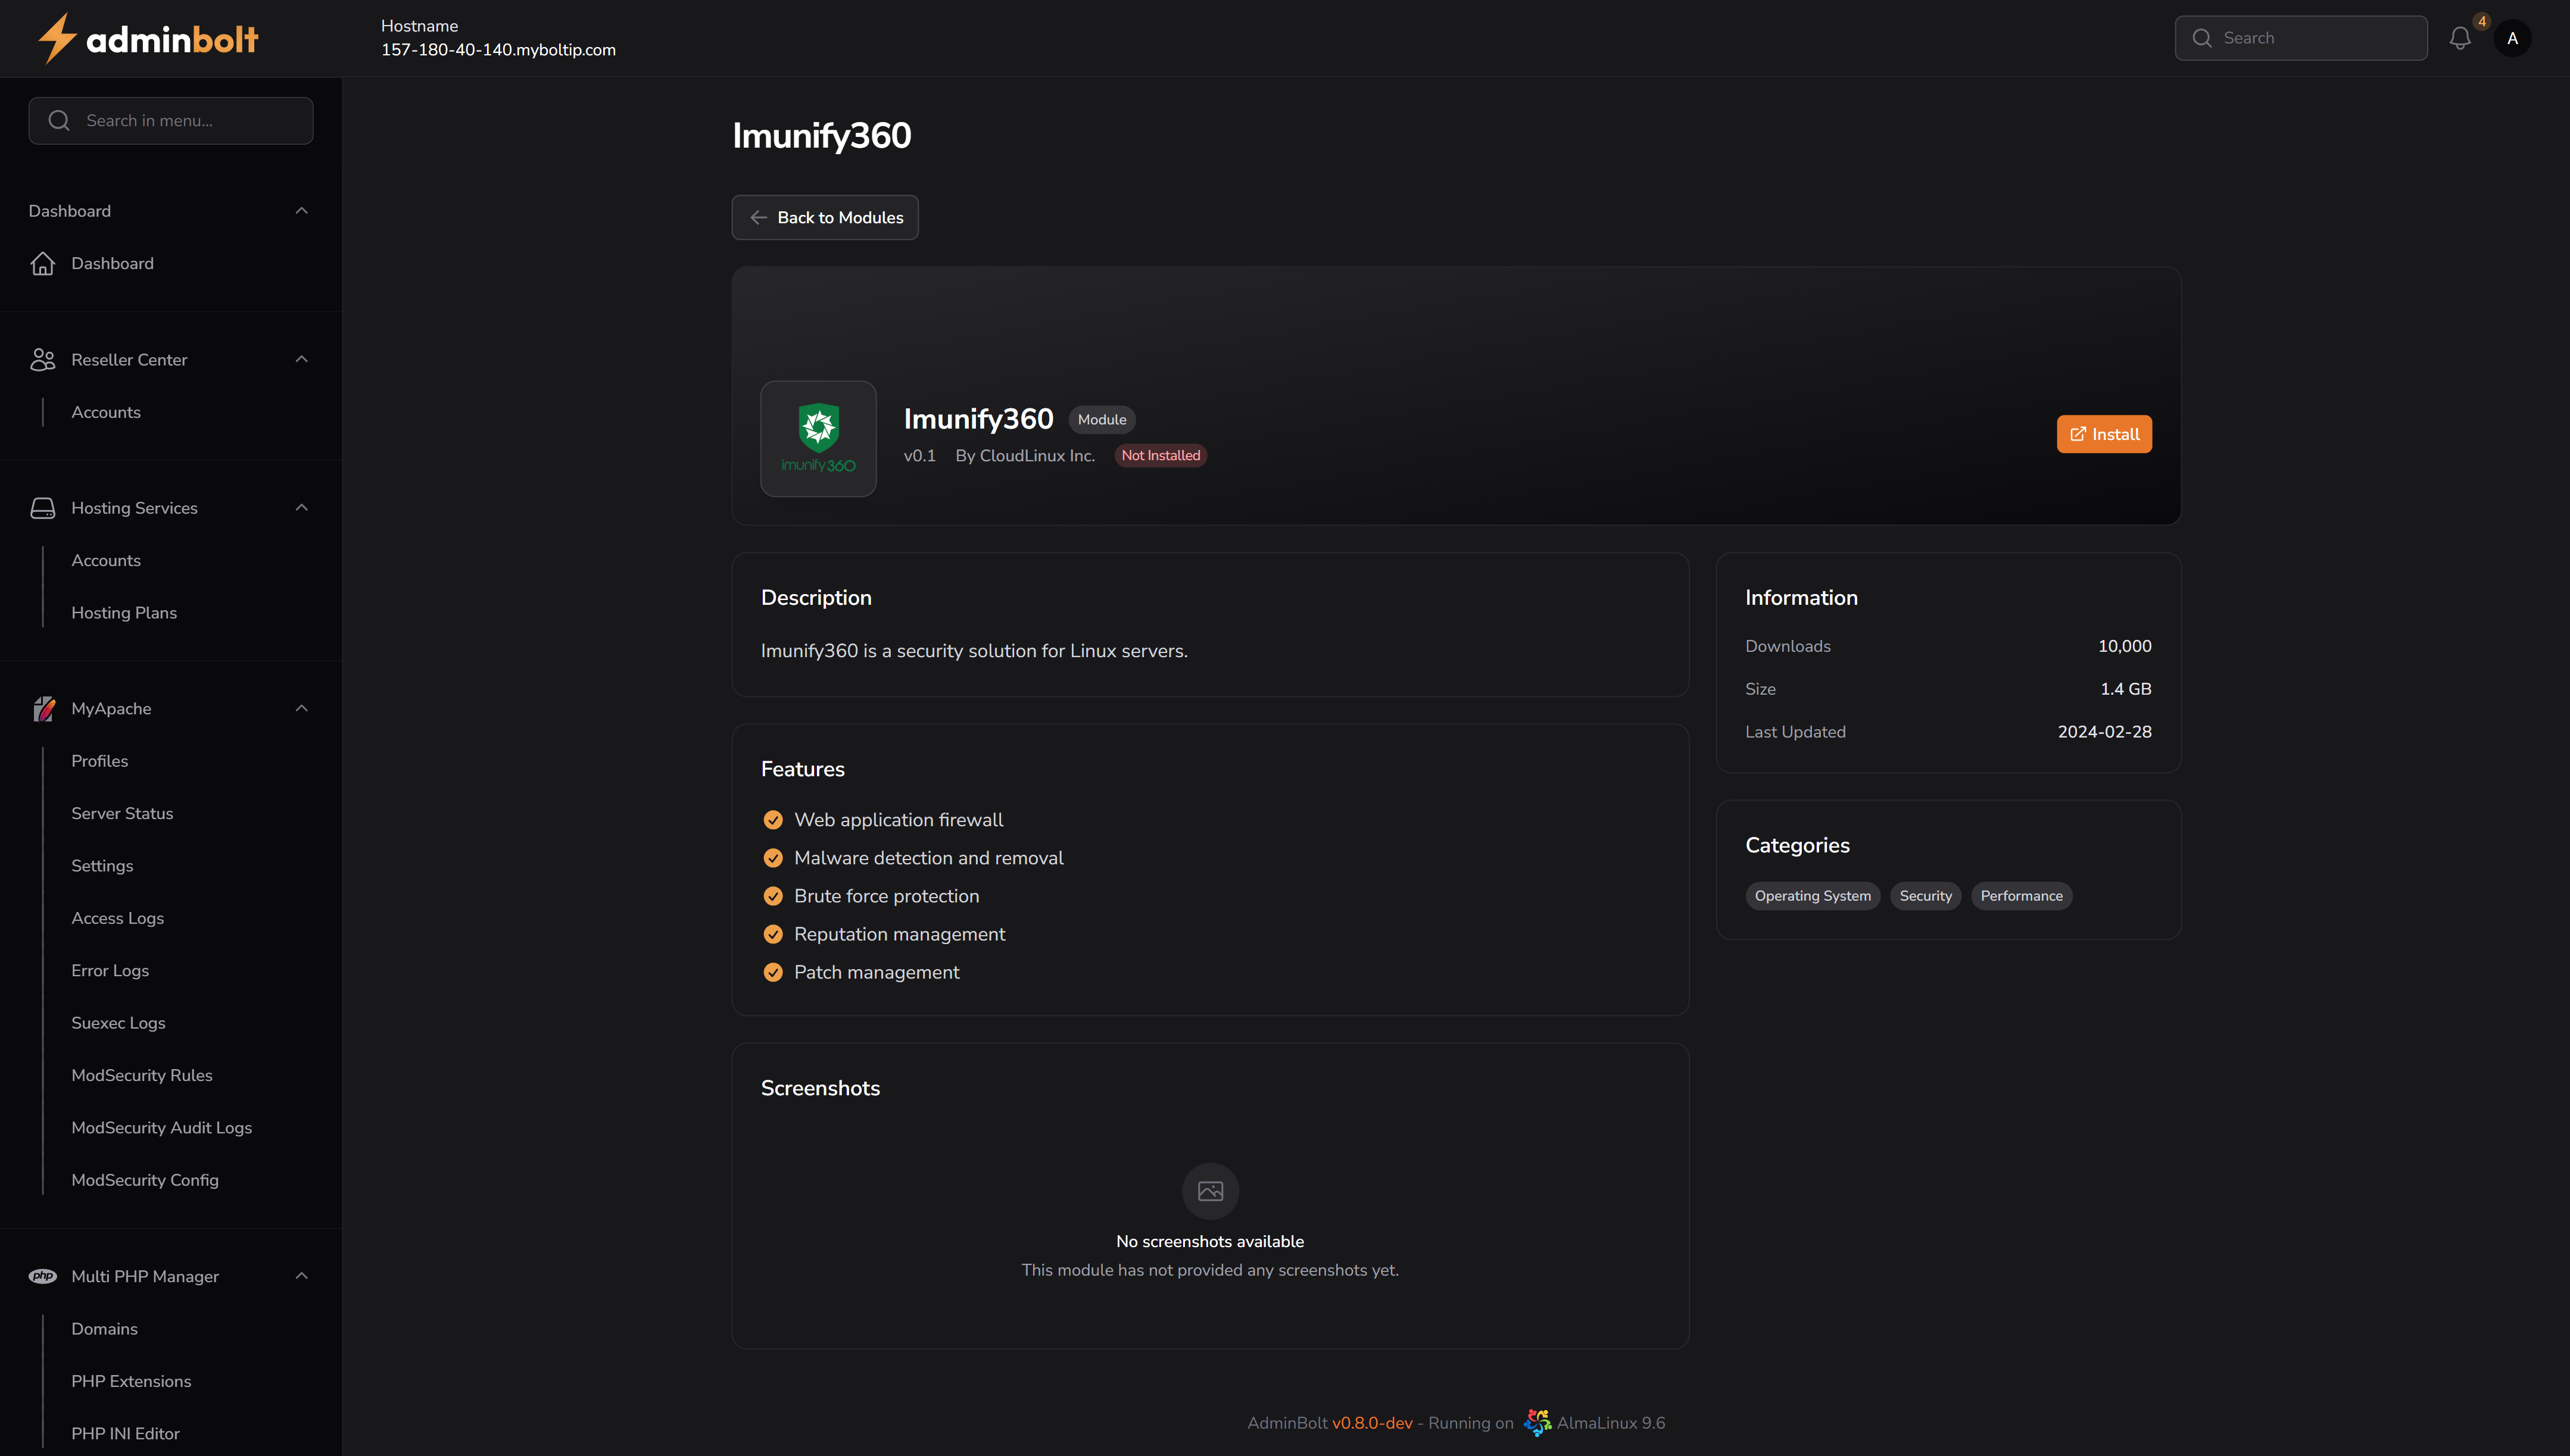 adminbolt
Hostname
157-180-40-140.myboltip.com
Search
4
A
Search in menu...
Dashboard
Dashboard
Reseller Center
Accounts
Hosting Services
Accounts
Hosting Plans
MyApache
Profiles
Server Status
Settings
Access Logs
Error Logs
Suexec Logs
ModSecurity Rules
ModSecurity Audit Logs
ModSecurity Config
php Multi PHP Manager
Domains
PHP Extensions
PHP INI Editor
Imunify360
Back to Modules
imunify360
Imunify360 Module
v0.1 By CloudLinux Inc. Not Installed
Install
Description
Imunify360 is a security solution for Linux servers.
Features
Web application firewall
Malware detection and removal
Brute force protection
Reputation management
Patch management
Screenshots
No screenshots available
This module has not provided any screenshots yet.
Information
Downloads 10,000
Size 1.4 GB
Last Updated 2024-02-28
Categories
Operating System Security Performance
AdminBolt v0.8.0-dev - Running on AlmaLinux 9.6